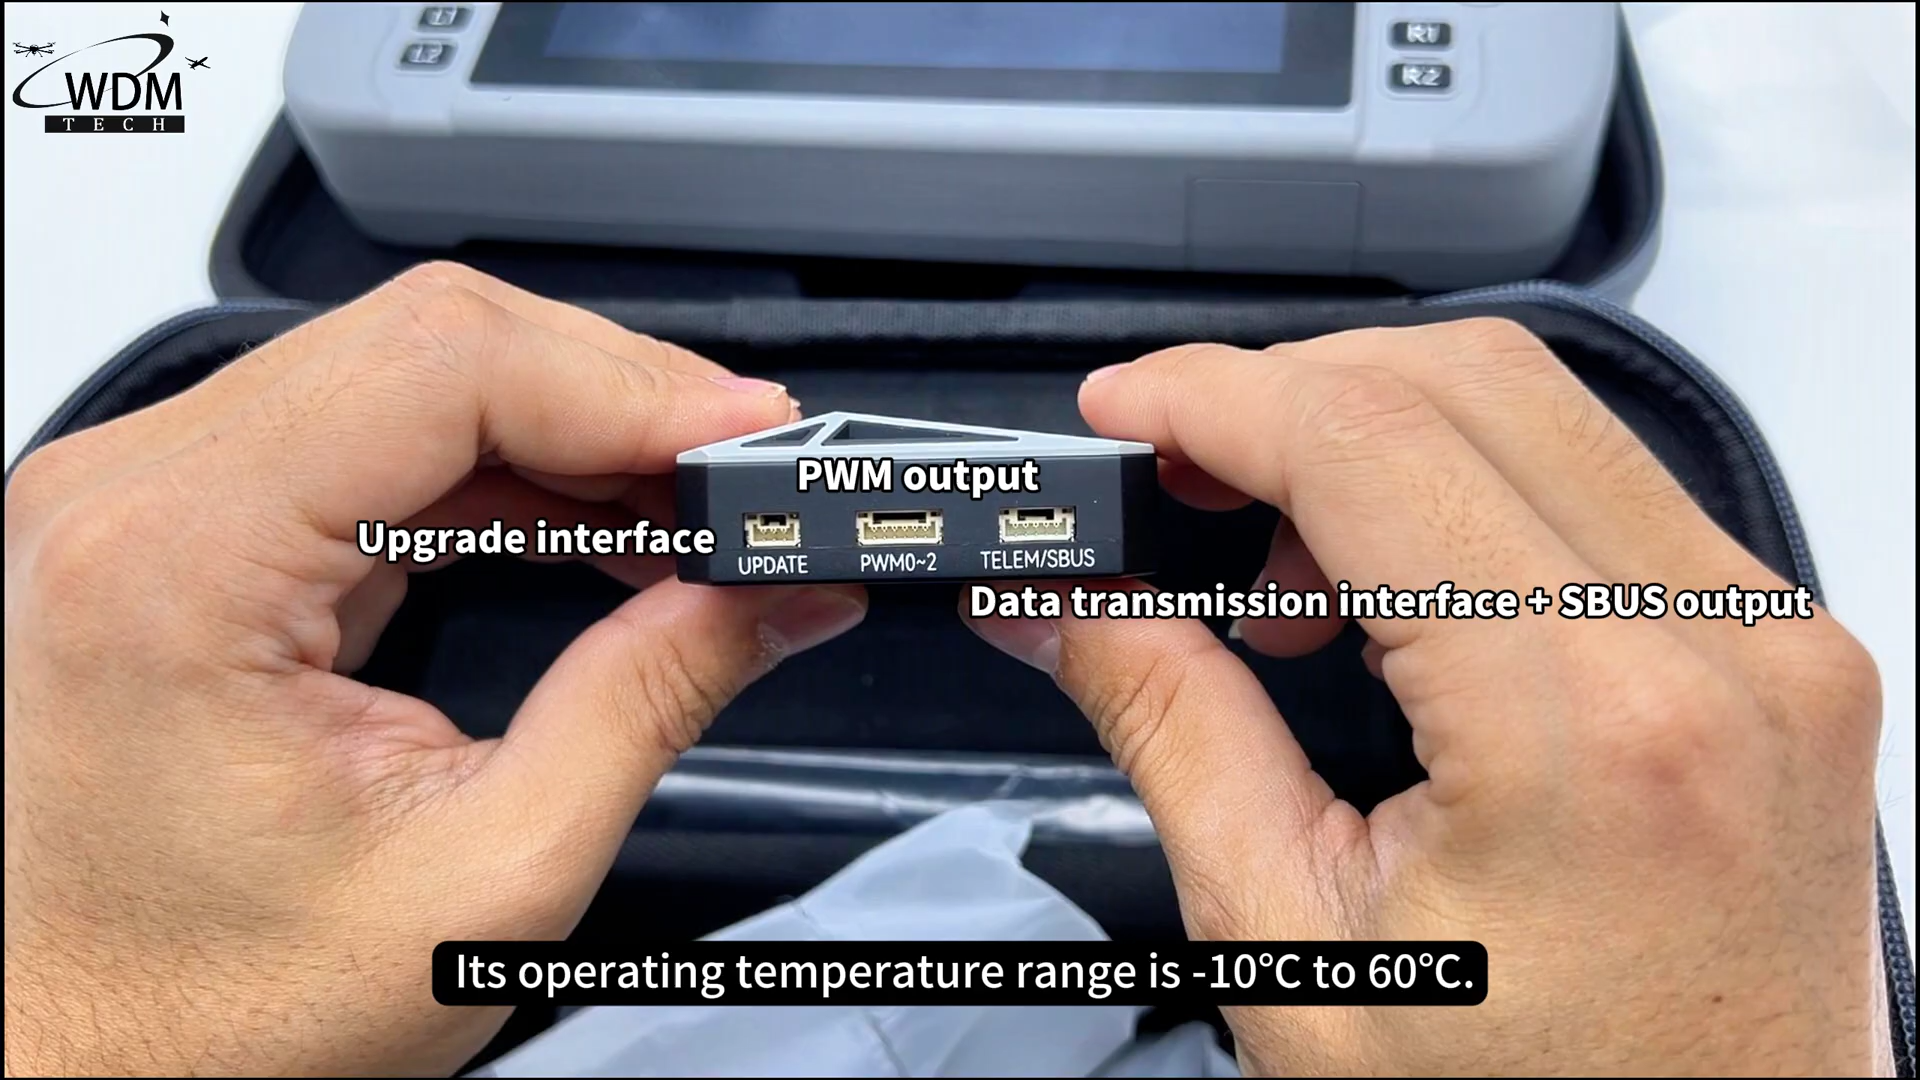 WDM
TECH
L1
L2
R1
R2
PWM output
Upgrade interface
UPDATE
PWM0~2
TELEM/SBUS
Data transmission interface + SBUS output
Its operating temperature range is -10°C to 60°C.